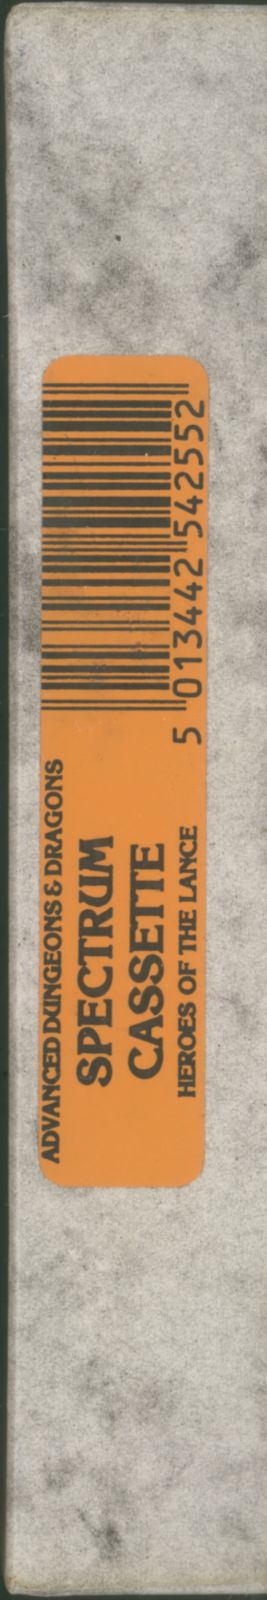 ADVANCED DUNGEONS & DRAGONS
SPECTRUM
CASSETTE
HEROES OF THE LANCE
5 013442 542552